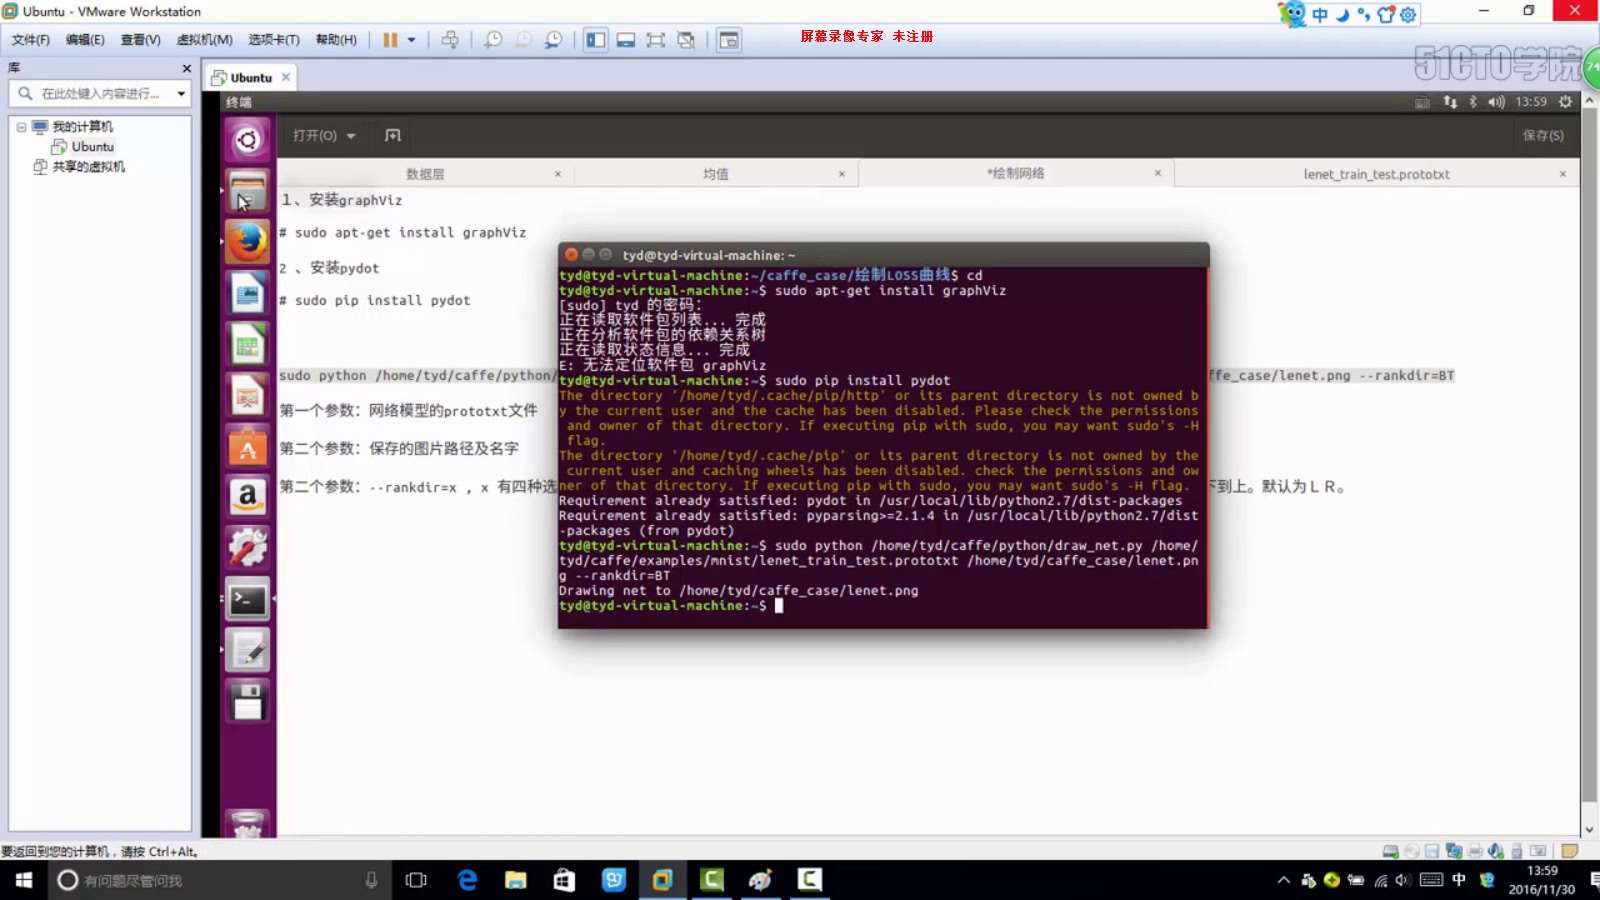 Ubuntu - VMware Workstation
中
文件(F) 编辑(E) 查看(V) 虚拟机(M) 选项卡(T) 帮助(H)
屏幕录像专家 未注册
51CTO学院
74
库
Ubuntu
在此处键入内容进行...
终端
13:59
我的计算机
Ubuntu
共享的虚拟机
打开(O)
保存(S)
数据层
均值
*绘制网络
lenet_train_test.prototxt
1、安装graphViz
# sudo apt-get install graphViz
2 、安装pydot
# sudo pip install pydot
sudo python /home/tyd/caffe/python/
ffe_case/lenet.png --rankdir=BT
第一个参数：网络模型的prototxt文件
第二个参数：保存的图片路径及名字
第二个参数：--rankdir=x , x 有四种选
下到上。默认为ＬＲ。
tyd@tyd-virtual-machine: ~
tyd@tyd-virtual-machine:~/caffe_case/绘制LOSS曲线$ cd
tyd@tyd-virtual-machine:~$ sudo apt-get install graphViz
[sudo] tyd 的密码：
正在读取软件包列表... 完成
正在分析软件包的依赖关系树
正在读取状态信息... 完成
E: 无法定位软件包 graphViz
tyd@tyd-virtual-machine:~$ sudo pip install pydot
The directory '/home/tyd/.cache/pip/http' or its parent directory is not owned b
y the current user and the cache has been disabled. Please check the permissions
and owner of that directory. If executing pip with sudo, you may want sudo's -H
flag.
The directory '/home/tyd/.cache/pip' or its parent directory is not owned by the
current user and caching wheels has been disabled. check the permissions and ow
ner of that directory. If executing pip with sudo, you may want sudo's -H flag.
Requirement already satisfied: pydot in /usr/local/lib/python2.7/dist-packages
Requirement already satisfied: pyparsing>=2.1.4 in /usr/local/lib/python2.7/dist
-packages (from pydot)
tyd@tyd-virtual-machine:~$ sudo python /home/tyd/caffe/python/draw_net.py /home/
tyd/caffe/examples/mnist/lenet_train_test.prototxt /home/tyd/caffe_case/lenet.pn
g --rankdir=BT
Drawing net to /home/tyd/caffe_case/lenet.png
tyd@tyd-virtual-machine:~$
要返回到您的计算机，请按 Ctrl+Alt。
有问题尽管问我
中
13:59
2016/11/30